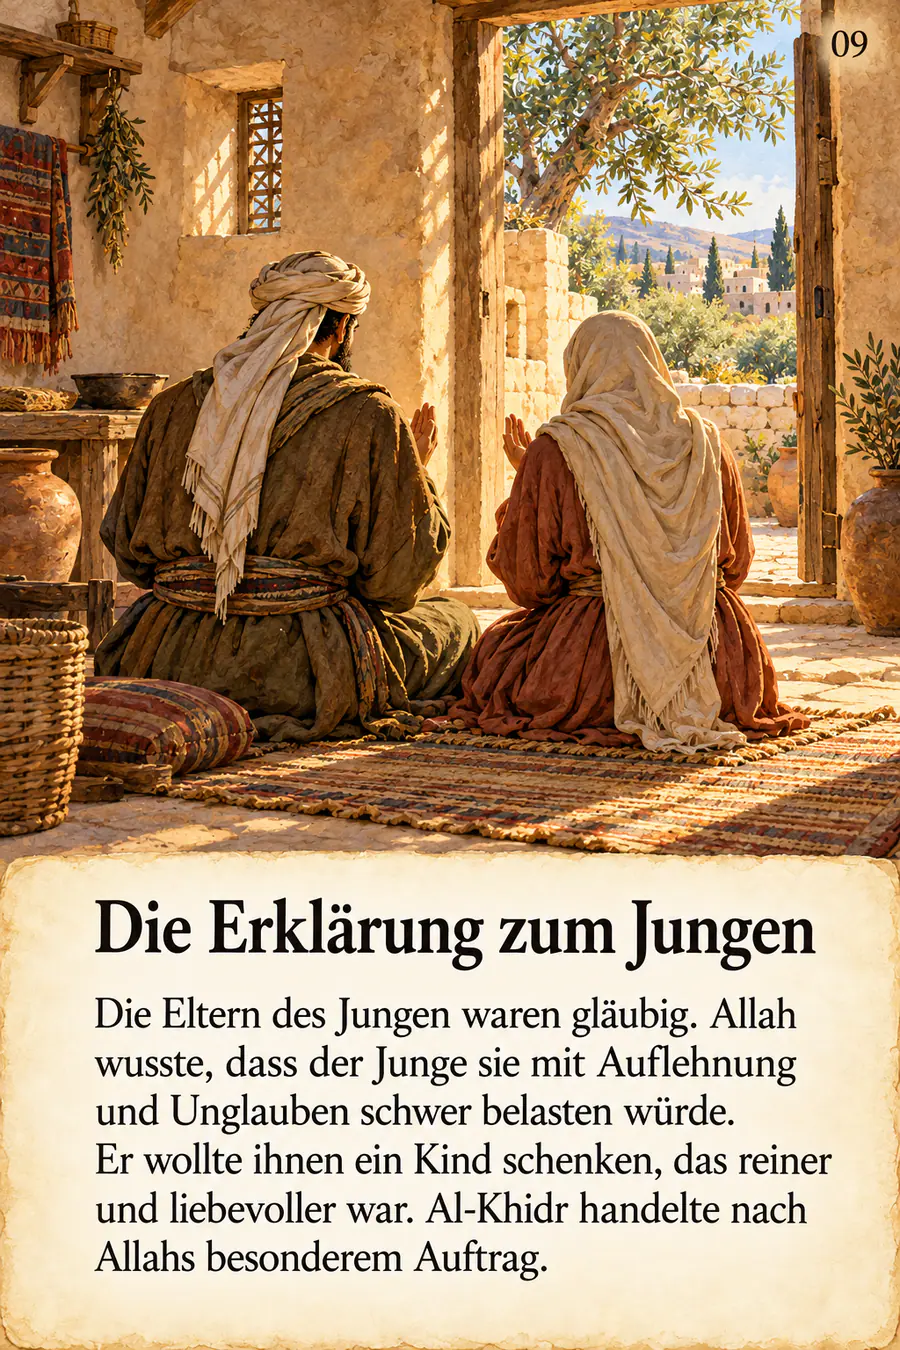 09
Die Erklärung zum Jungen
Die Eltern des Jungen waren gläubig. Allah
wusste, dass der Junge sie mit Auflehnung
und Unglauben schwer belasten würde.
Er wollte ihnen ein Kind schenken, das reiner
und liebevoller war. Al-Khidr handelte nach
Allahs besonderem Auftrag.